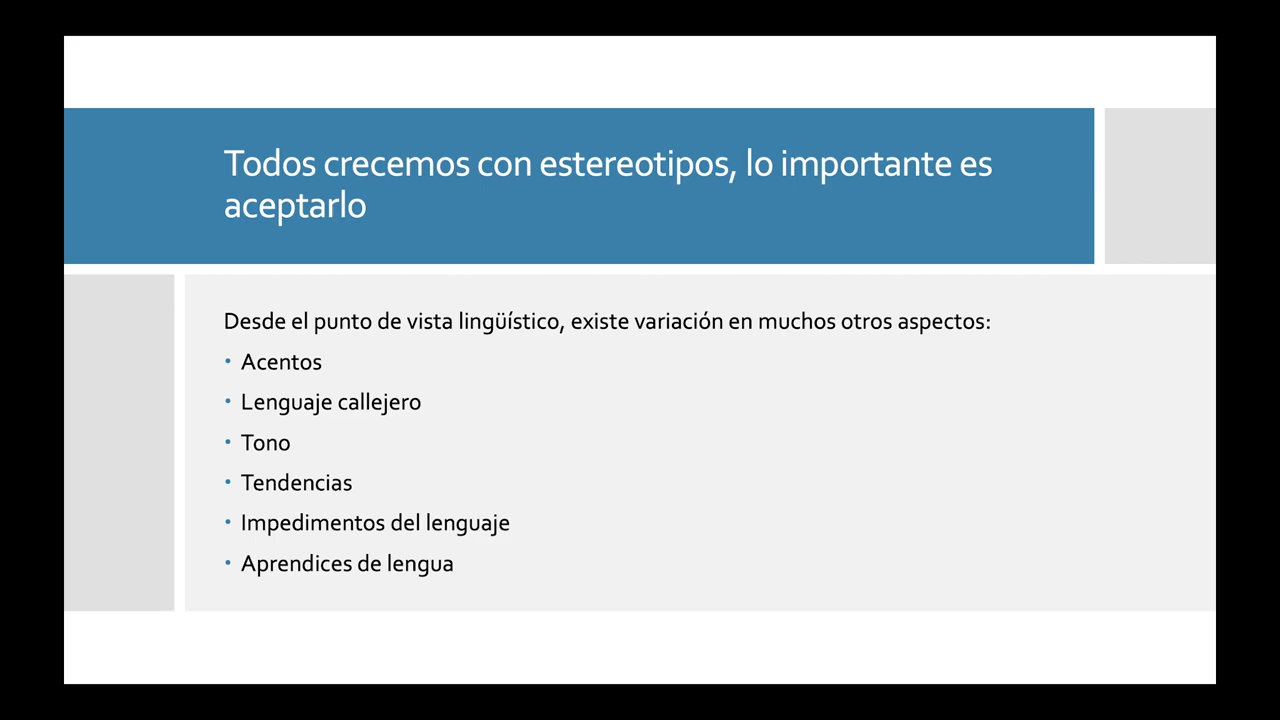 Todos crecemos con estereotipos, lo importante es
aceptarlo
Desde el punto de vista lingüístico, existe variación en muchos otros aspectos:
• Acentos
• Lenguaje callejero
• Tono
• Tendencias
• Impedimentos del lenguaje
• Aprendices de lengua